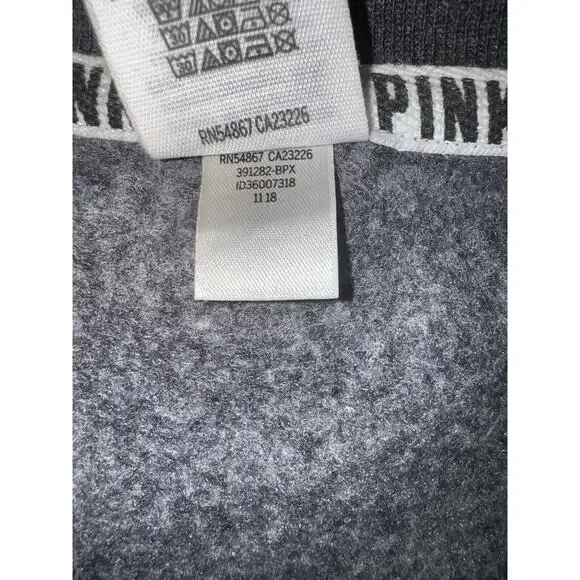 PINK
RN54867 CA23226
RN54867 CA23226
391282-BPX
ID36007318
11 18